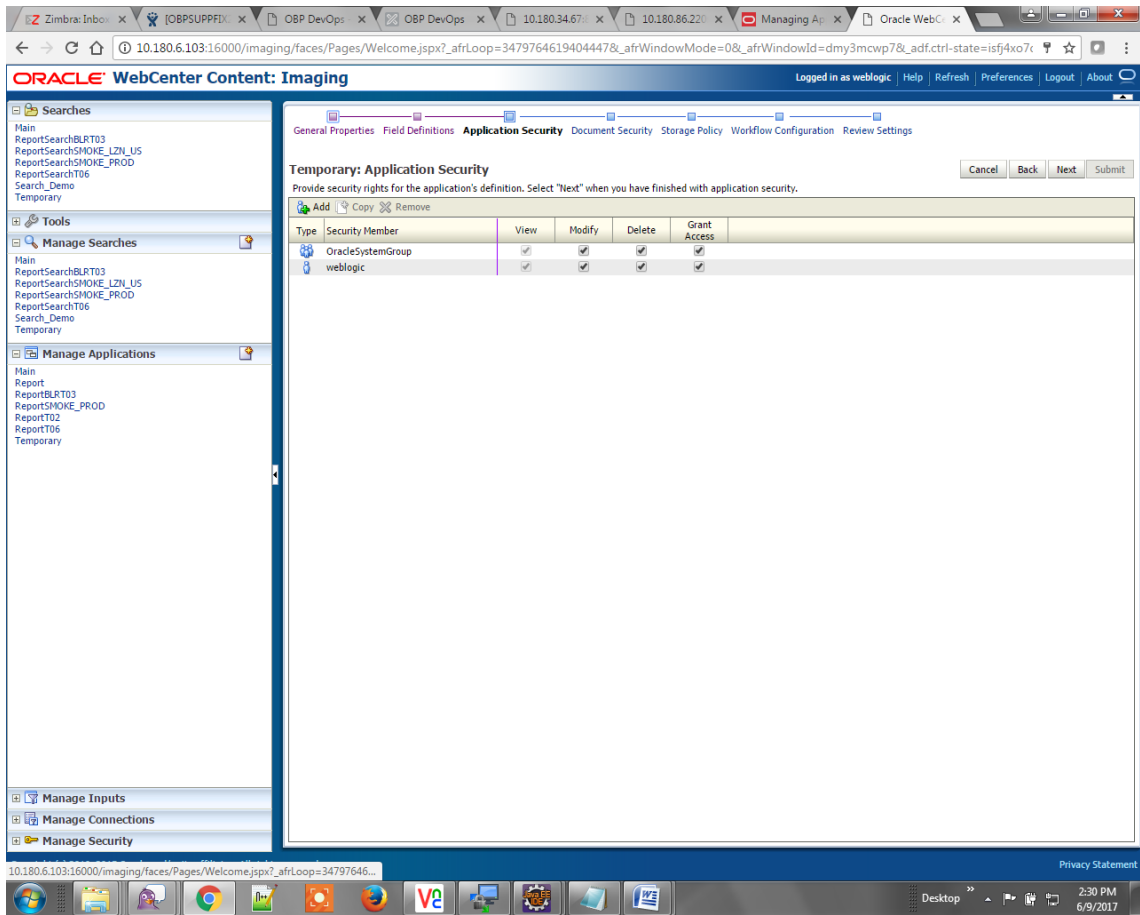 Zimbra: Inbox
[OBPSUPPFIX
OBP DevOps
OBP DevOps
10.180.34.67:
10.180.86.220
Managing Ap
Oracle WebCe
10.180.6.103:16000/imaging/faces/Pages/Welcome.jspx?_afrLoop=34797646194044447&_afrWindowMode=0&_afrWindowId=dmy3mcwp7&_adf.ctrl-state=isfj4xo7c
ORACLE WebCenter Content: Imaging
Logged in as weblogic | Help | Refresh | Preferences | Logout | About
Searches
Main
ReportSearchBLRT03
ReportSearchSMOKE_LZN_US
ReportSearchSMOKE_PROD
ReportSearchT06
Search_Demo
Temporary
Tools
Manage Searches
Main
ReportSearchBLRT03
ReportSearchSMOKE_LZN_US
ReportSearchSMOKE_PROD
ReportSearchT06
Search_Demo
Temporary
Manage Applications
Main
Report
ReportBLRT03
ReportSMOKE_PROD
ReportT02
ReportT06
Temporary
Manage Inputs
Manage Connections
Manage Security
General Properties Field Definitions Application Security Document Security Storage Policy Workflow Configuration Review Settings
Temporary: Application Security
Cancel Back Next Submit
Provide security rights for the application's definition. Select "Next" when you have finished with application security.
Add Copy Remove
Type Security Member View Modify Delete Grant Access
OracleSystemGroup
weblogic
Privacy Statement
10.180.6.103:16000/imaging/faces/Pages/Welcome.jspx?_afrLoop=34797646...
Desktop
2:30 PM
6/9/2017